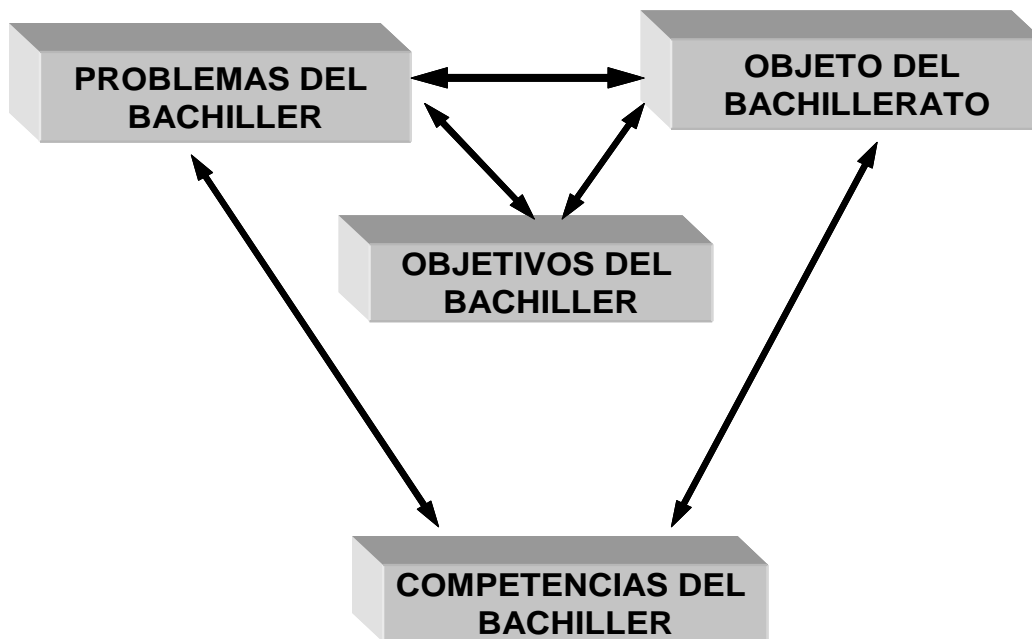 PROBLEMAS DEL
BACHILLER
OBJETO DEL
BACHILLERATO
OBJETIVOS DEL
BACHILLER
COMPETENCIAS DEL
BACHILLER